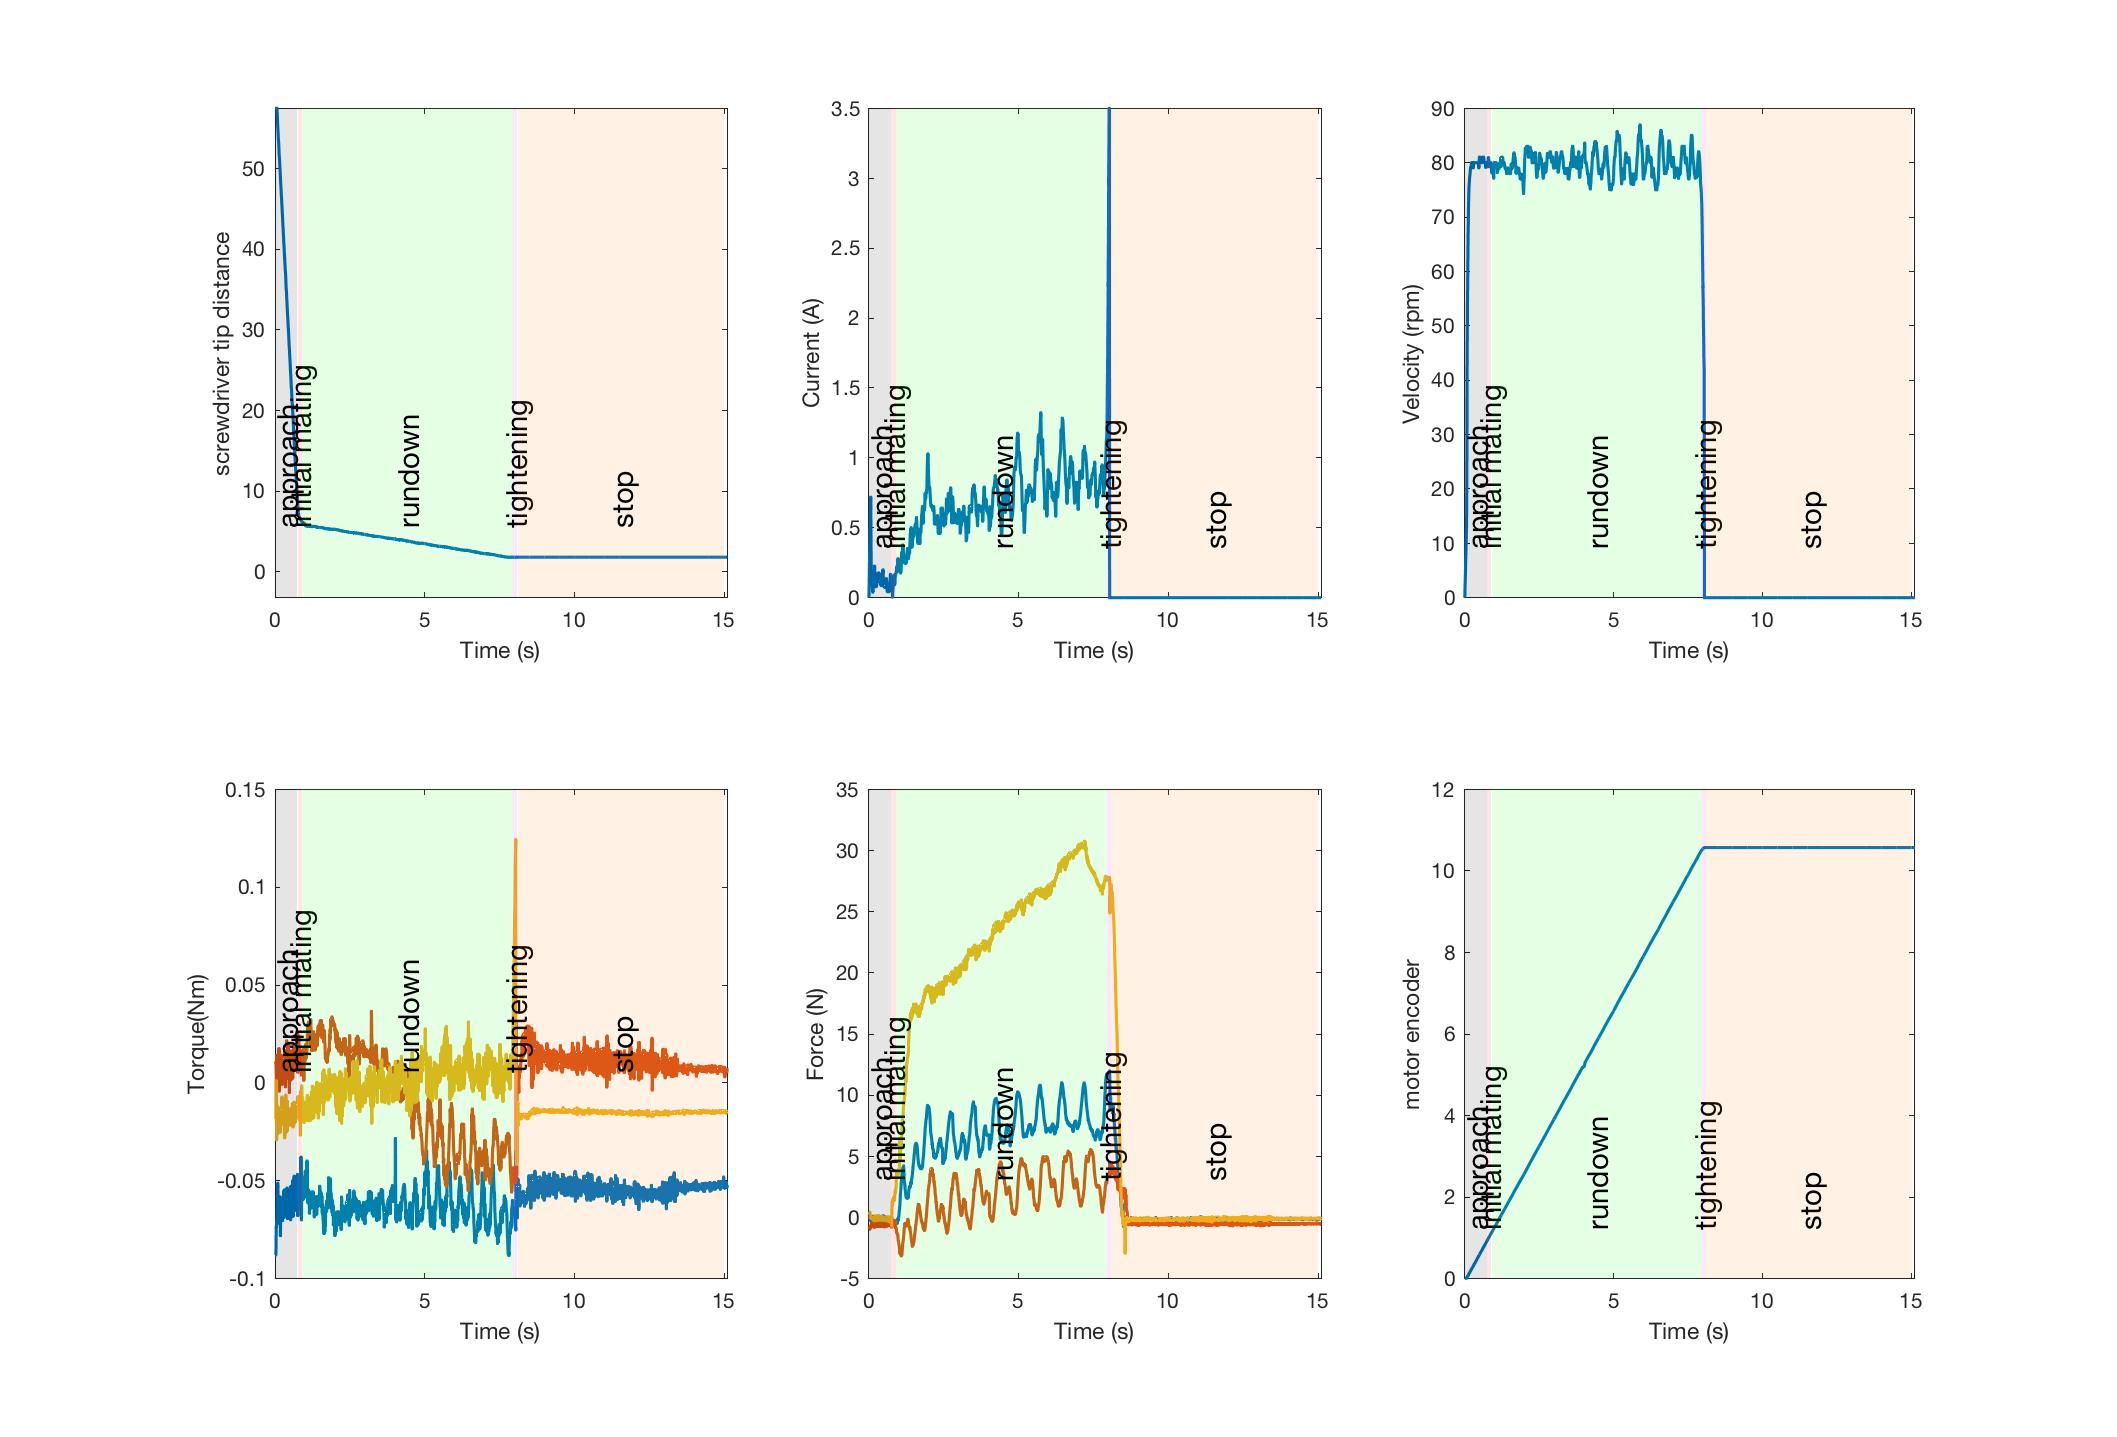 screwdriver tip distance
50
40
30
20
10
0
approach
initial mating
rundown
tightening
stop
0 5 10 15
Time (s)
Current (A)
3.5
3
2.5
2
1.5
1
0.5
0
approach
initial mating
rundown
tightening
stop
0 5 10 15
Time (s)
Velocity (rpm)
90
80
70
60
50
40
30
20
10
0
approach
initial mating
rundown
tightening
stop
0 5 10 15
Time (s)
Torque(Nm)
0.15
0.1
0.05
0
-0.05
-0.1
approach
initial mating
rundown
tightening
stop
0 5 10 15
Time (s)
Force (N)
35
30
25
20
15
10
5
0
-5
approach
initial mating
rundown
tightening
stop
0 5 10 15
Time (s)
motor encoder
12
10
8
6
4
2
0
approach
initial mating
rundown
tightening
stop
0 5 10 15
Time (s)